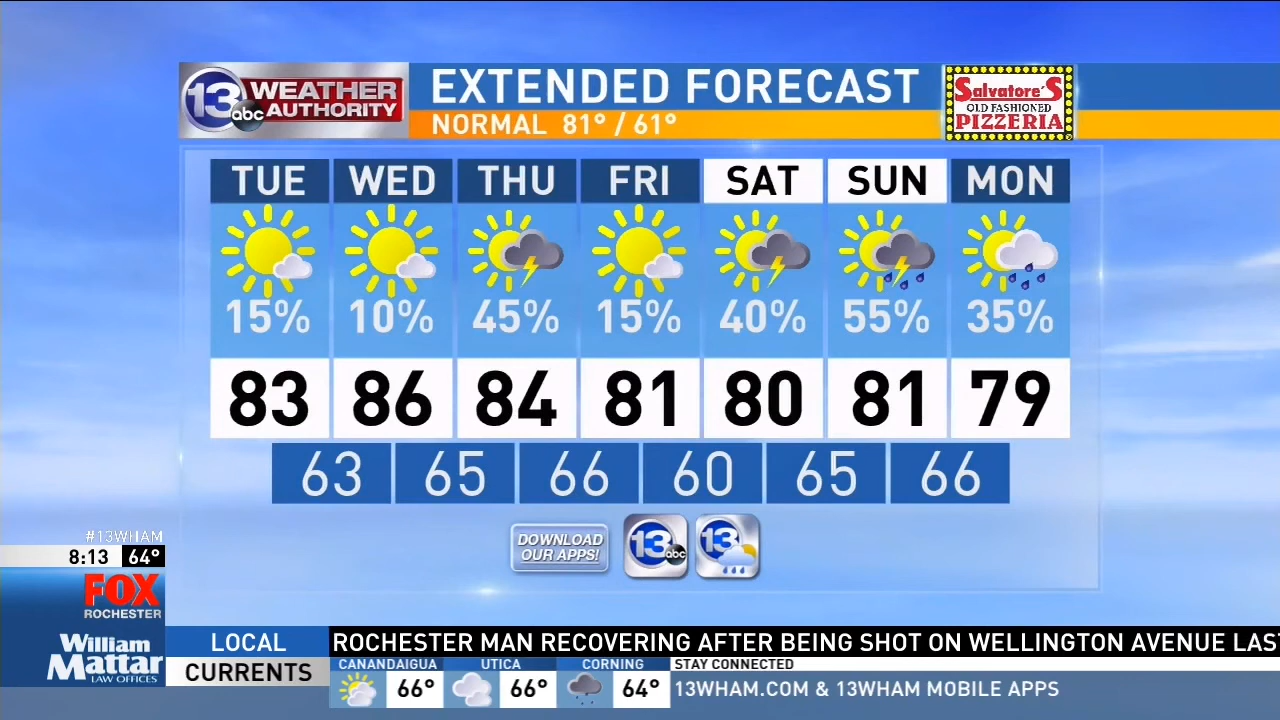 13 abc WEATHER AUTHORITY
EXTENDED FORECAST
NORMAL 81° / 61°
Salvatore'S
OLD FASHIONED
PIZZERIA
TUE WED THU FRI SAT SUN MON
15% 10% 45% 15% 40% 55% 35%
83 86 84 81 80 81 79
63 65 66 60 65 66
DOWNLOAD
OUR APPS!
13 abc
13
#13WHAM
8:13 64°
FOX
ROCHESTER
William
Mattar
LAW OFFICES
LOCAL
ROCHESTER MAN RECOVERING AFTER BEING SHOT ON WELLINGTON AVENUE LAS
CURRENTS
CANANDAIGUA UTICA CORNING STAY CONNECTED
66° 66° 64° 13WHAM.COM & 13WHAM MOBILE APPS